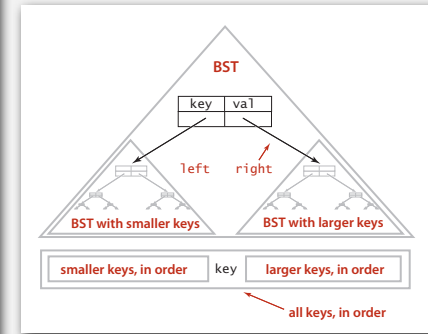 BST
key val
left right
BST with smaller keys BST with larger keys
smaller keys, in order key larger keys, in order
all keys, in order